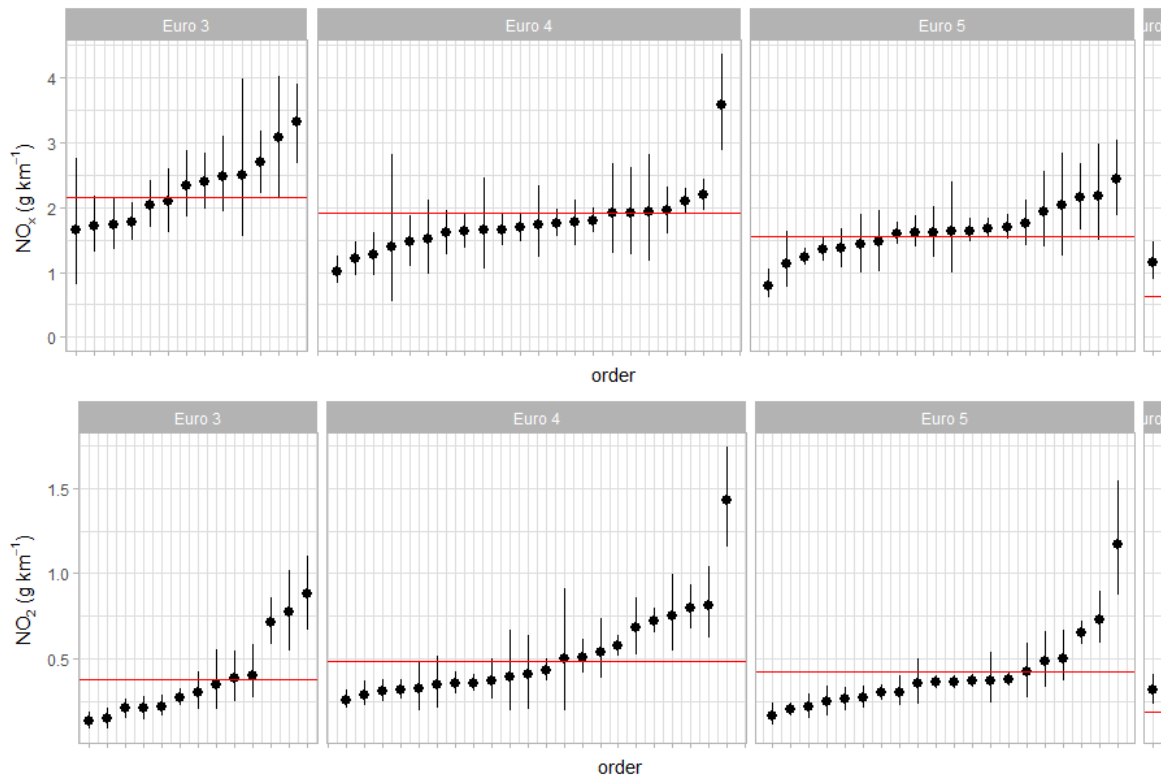 Euro 3 Euro 4 Euro 5
4
3
2
1
0
NOₓ (g km⁻¹)
order
Euro 3 Euro 4 Euro 5
1.5
1.0
0.5
NO₂ (g km⁻¹)
order